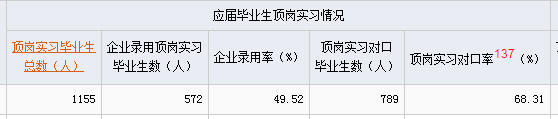 应届毕业生顶岗实习情况
顶岗实习毕业生
总数（人）
企业录用顶岗实习
毕业生数（人）
企业录用率（%）
顶岗实习对口
毕业生数（人）
顶岗实习对口率137（%）
1155
572
49.52
789
68.31